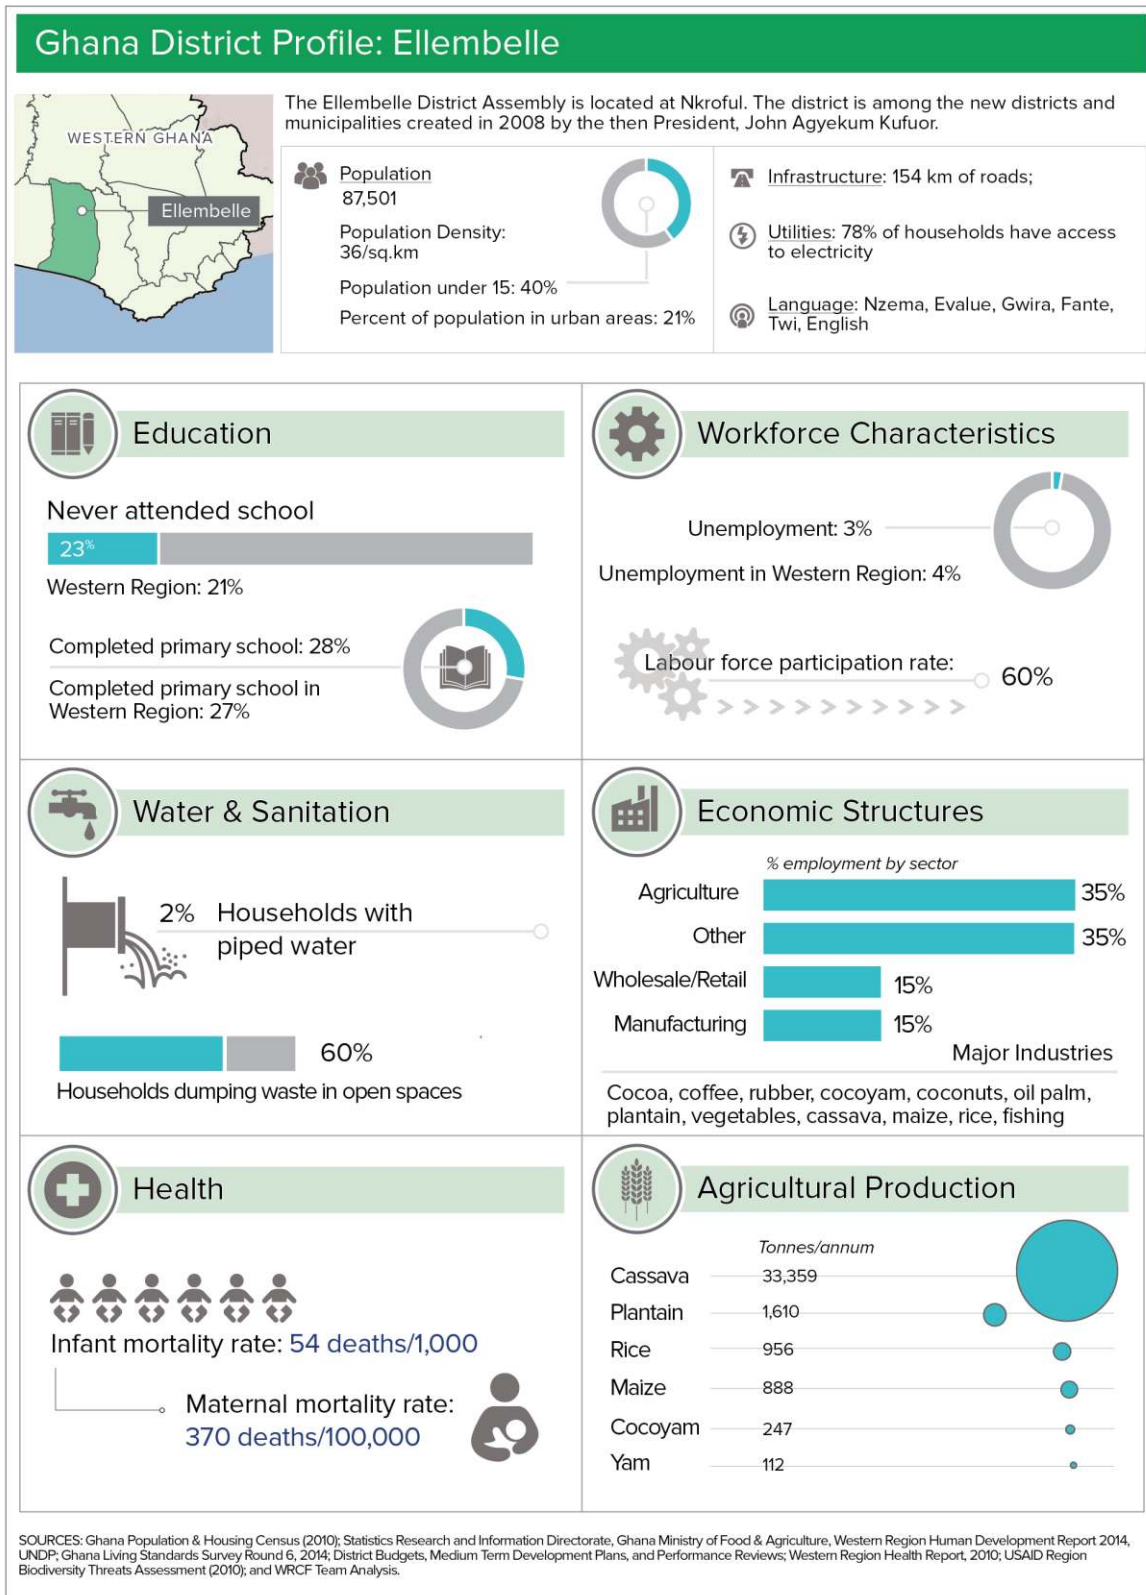 Ghana District Profile: Ellembelle
The Ellembelle District Assembly is located at Nkroful. The district is among the new districts and
municipalities created in 2008 by the then President, John Agyekum Kufuor.
WESTERN GHANA
Ellembelle
Population
87,501
Population Density:
36/sq.km
Population under 15: 40%
Percent of population in urban areas: 21%
Infrastructure: 154 km of roads;
Utilities: 78% of households have access
to electricity
Language: Nzema, Evalue, Gwira, Fante,
Twi, English
Education
Never attended school
23%
Western Region: 21%
Completed primary school: 28%
Completed primary school in
Western Region: 27%
Workforce Characteristics
Unemployment: 3%
Unemployment in Western Region: 4%
Labour force participation rate:
60%
Water & Sanitation
2% Households with
piped water
60%
Households dumping waste in open spaces
Economic Structures
% employment by sector
Agriculture 35%
Other 35%
Wholesale/Retail 15%
Manufacturing 15%
Major Industries
Cocoa, coffee, rubber, cocoyam, coconuts, oil palm,
plantain, vegetables, cassava, maize, rice, fishing
Health
Infant mortality rate: 54 deaths/1,000
Maternal mortality rate:
370 deaths/100,000
Agricultural Production
Tonnes/annum
Cassava 33,359
Plantain 1,610
Rice 956
Maize 888
Cocoyam 247
Yam 112
SOURCES: Ghana Population & Housing Census (2010); Statistics Research and Information Directorate, Ghana Ministry of Food & Agriculture, Western Region Human Development Report 2014,
UNDP; Ghana Living Standards Survey Round 6, 2014; District Budgets, Medium Term Development Plans, and Performance Reviews; Western Region Health Report, 2010; USAID Region
Biodiversity Threats Assessment (2010); and WRCF Team Analysis.